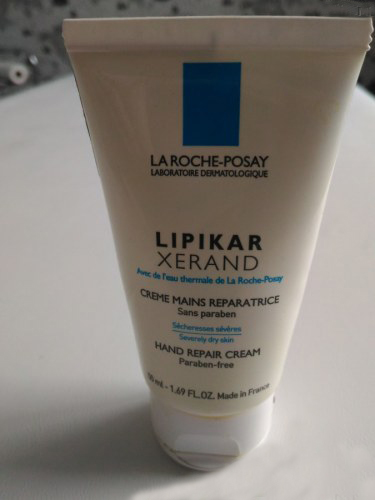 LA ROCHE-POSAY
LABORATOIRE DERMATOLOGIQUE
LIPIKAR
XERAND
Avec de l'eau thermale de La Roche-Posay
CREME MAINS REPARATRICE
Sans paraben
Sécheresses sévères
Severely dry skin
HAND REPAIR CREAM
Paraben-free
50 ml - 1.69 FL.OZ. Made in France